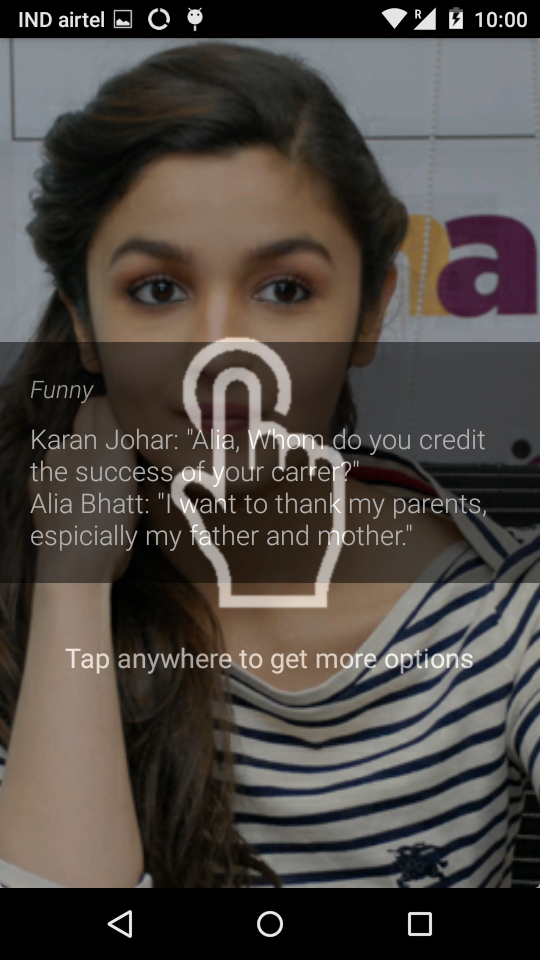 IND airtel R 10:00
na
Funny
Karan Johar: "Alia, Whom do you credit
the success of your carrer?"
Alia Bhatt: "I want to thank my parents,
espicially my father and mother."
Tap anywhere to get more options